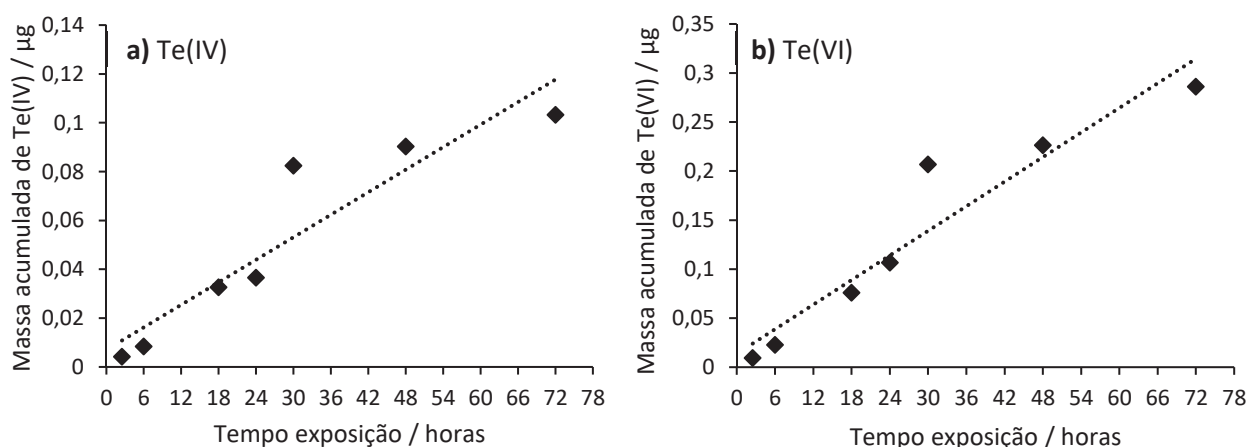 a) Te(IV)
Massa acumulada de Te(IV) / µg
0,14
0,12
0,1
0,08
0,06
0,04
0,02
0
0 6 12 18 24 30 36 42 48 54 60 66 72 78
Tempo exposição / horas
b) Te(VI)
Massa acumulada de Te(VI) / µg
0,35
0,3
0,25
0,2
0,15
0,1
0,05
0
0 6 12 18 24 30 36 42 48 54 60 66 72 78
Tempo exposição / horas